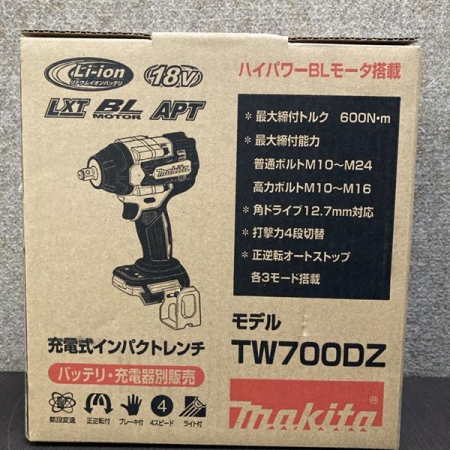 Li-ion
リチウムイオンバッテリ
18V
LXT BL MOTOR APT
ハイパワーBLモータ搭載
＊最大締付トルク 600N・m
＊最大締付能力
普通ボルトM10～M24
高力ボルトM10～M16
＊角ドライブ12.7mm対応
＊打撃力4段切替
＊正逆転オートストップ
各3モード搭載
makita
充電式インパクトレンチ
バッテリ・充電器別販売
モデル
TW700DZ
makita®
無段変速
正逆転付
ブレーキ付
4
4スピード
ライト付